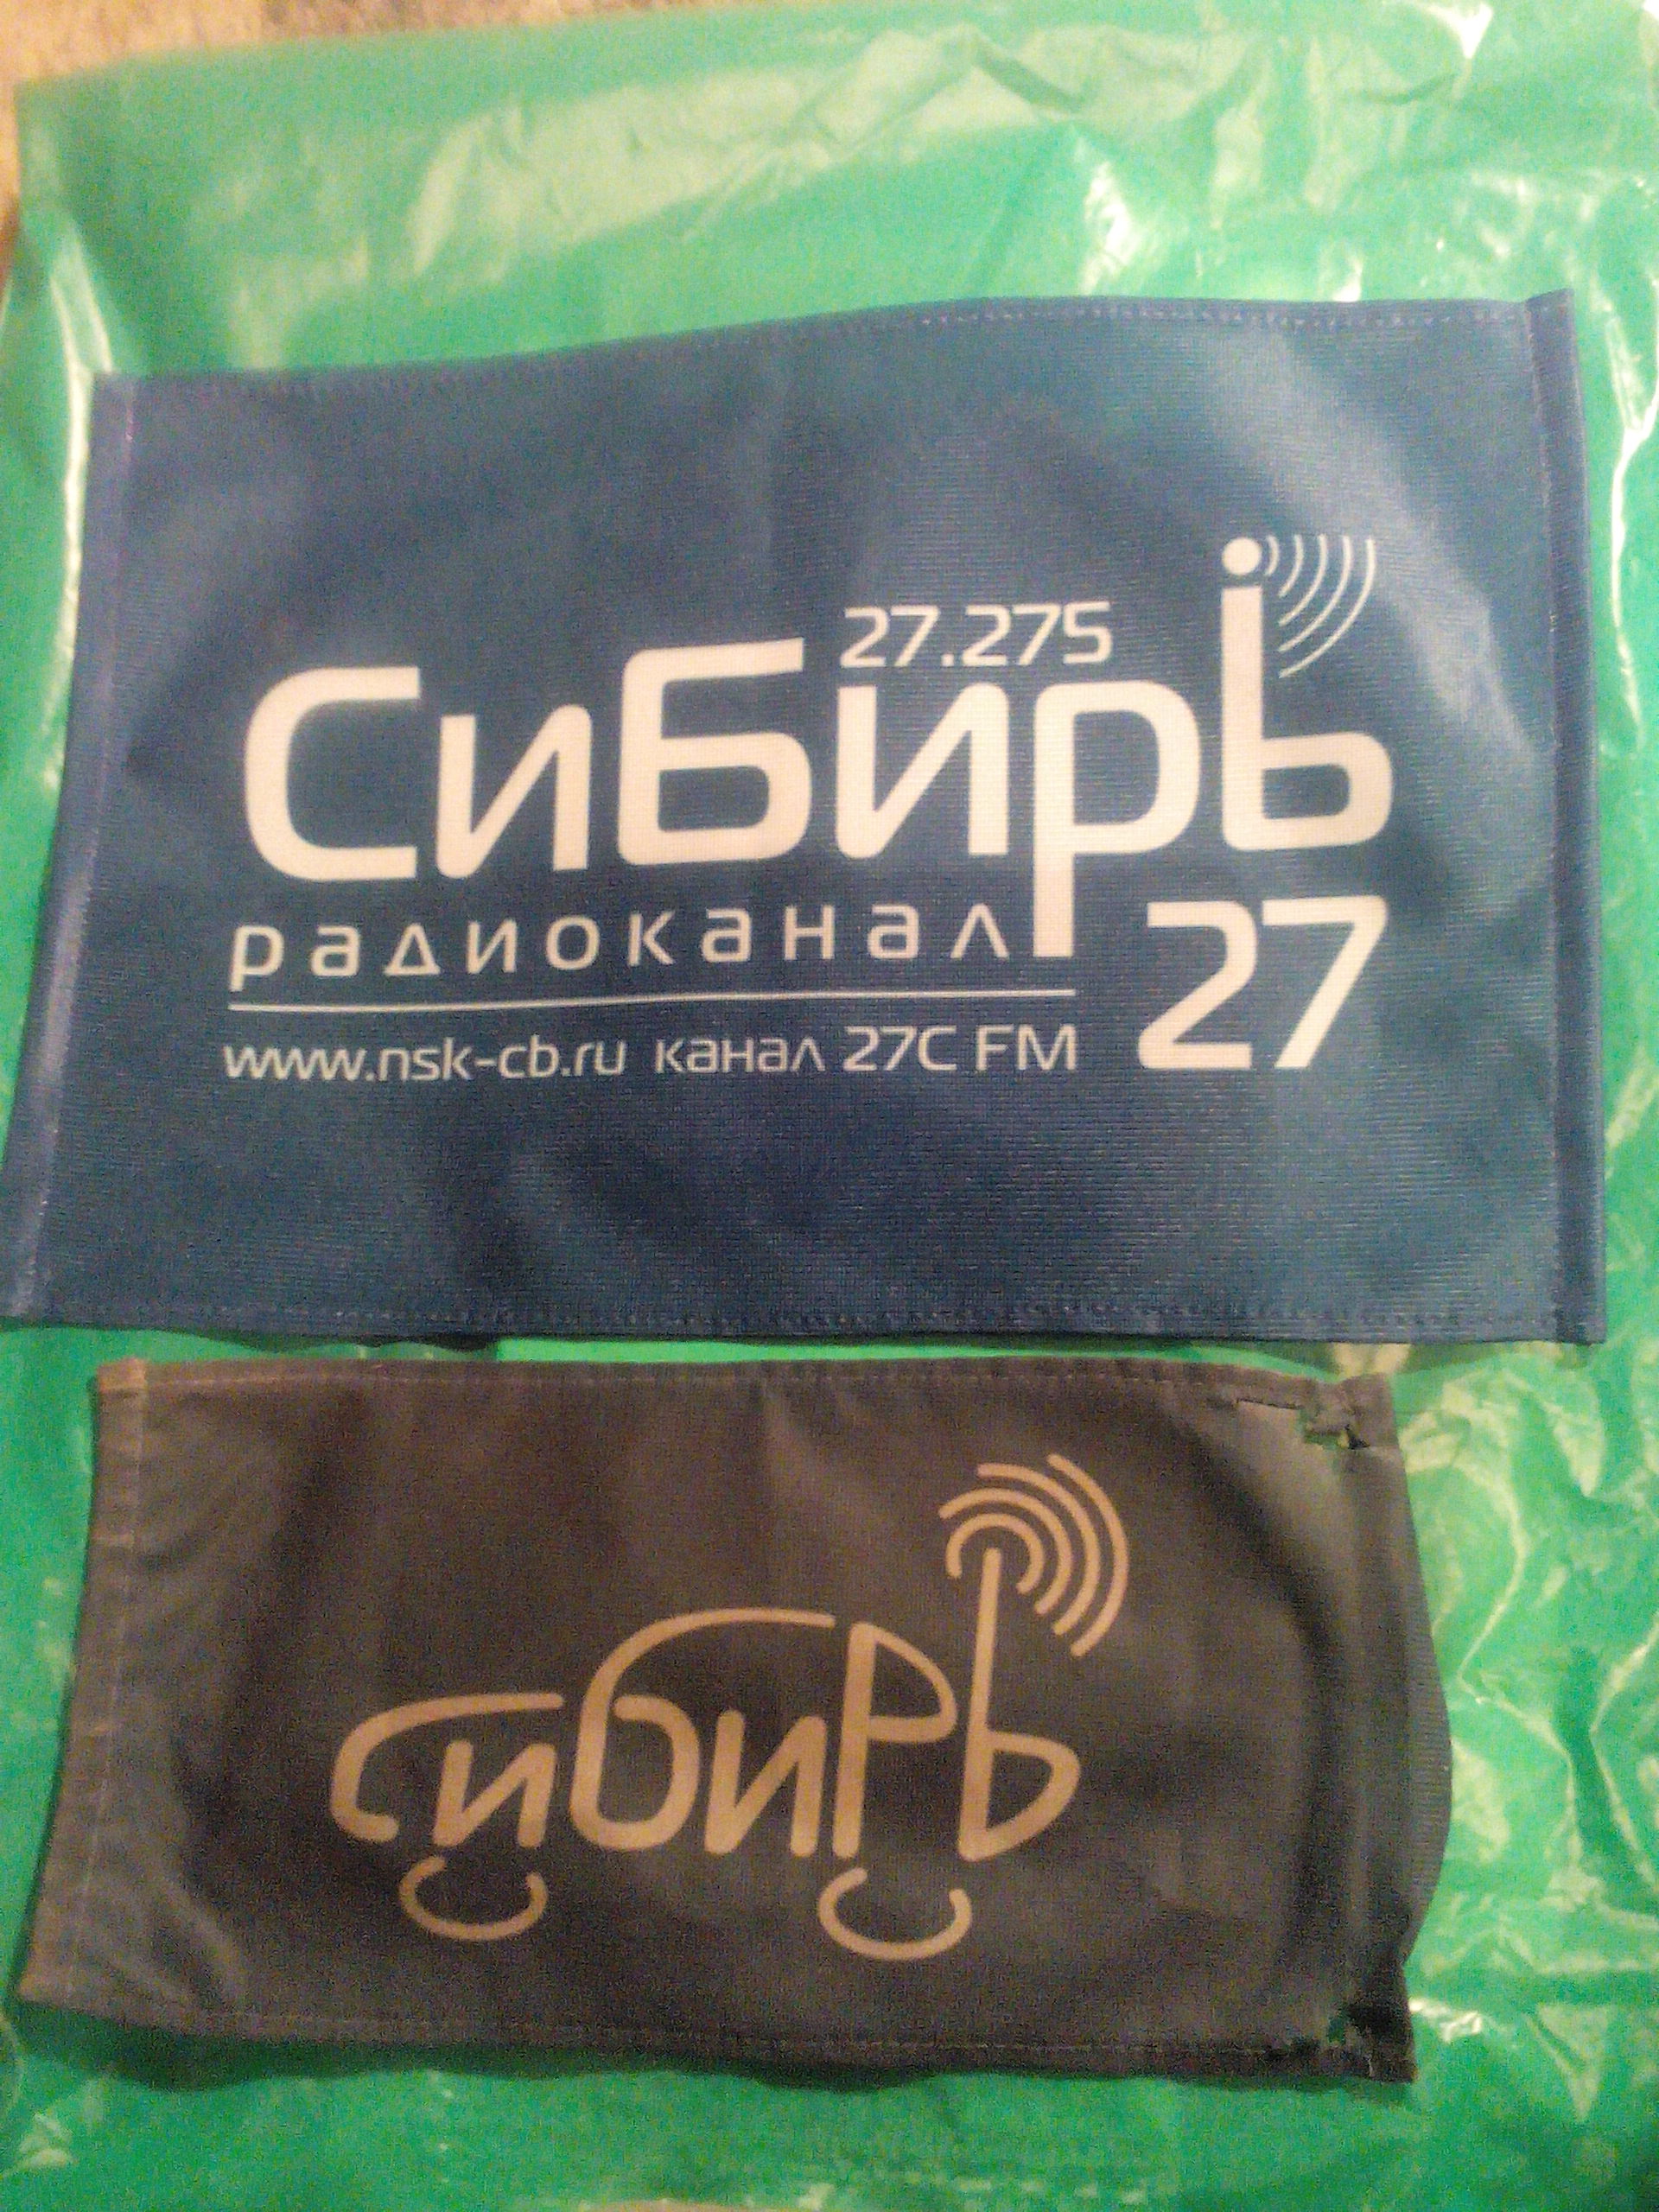 27.275
СиБирь
радиоканал
27
www.nsk-cb.ru канал 27С FM
сибиРь